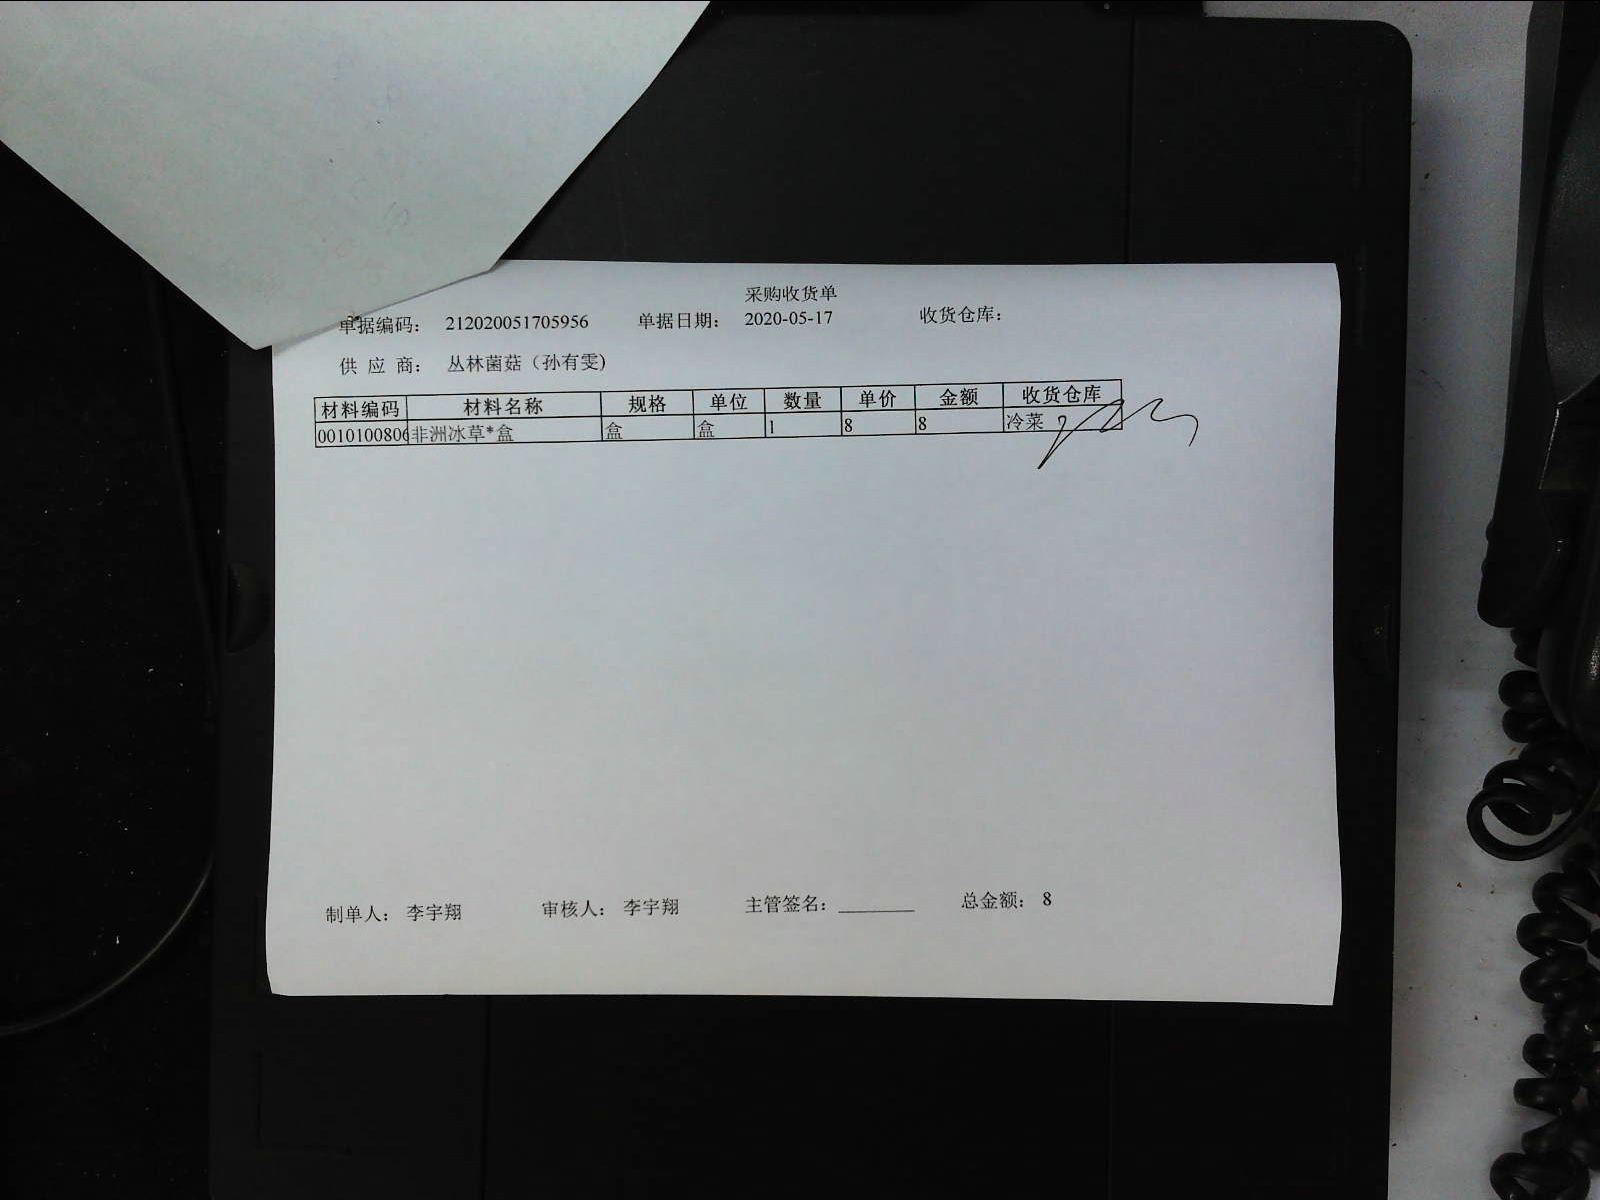 采购收货单
单据编码： 212020051705956 单据日期： 2020-05-17 收货仓库：
供 应 商： 丛林菌菇（孙有雯)
材料编码 材料名称 规格 单位 数量 单价 金额 收货仓库
0010100806 非洲冰草*盒 盒 盒 1 8 8 冷菜
制单人： 李宇翔 审核人： 李宇翔 主管签名：________ 总金额： 8